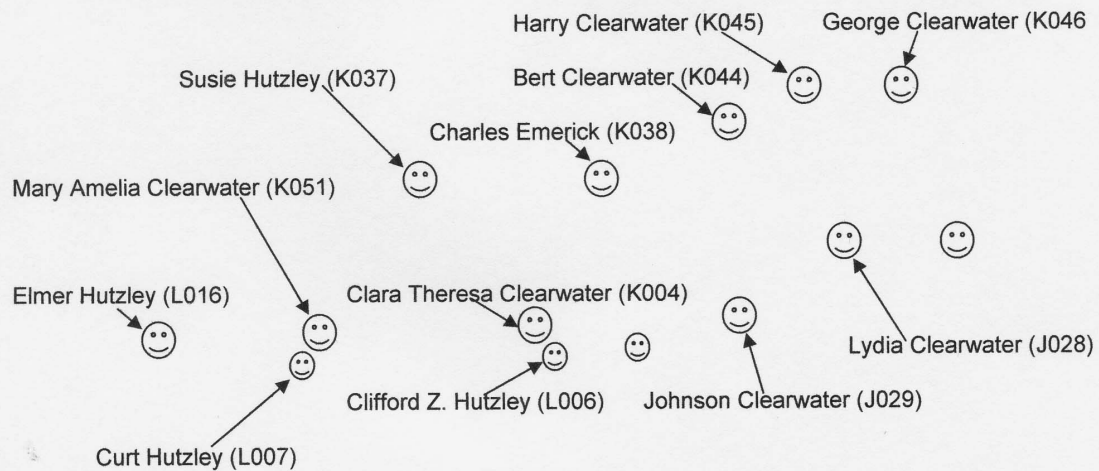 Harry Clearwater (K045) George Clearwater (K046
Susie Hutzley (K037) Bert Clearwater (K044)
Charles Emerick (K038)
Mary Amelia Clearwater (K051)
Elmer Hutzley (L016) Clara Theresa Clearwater (K004)
Lydia Clearwater (J028)
Clifford Z. Hutzley (L006) Johnson Clearwater (J029)
Curt Hutzley (L007)